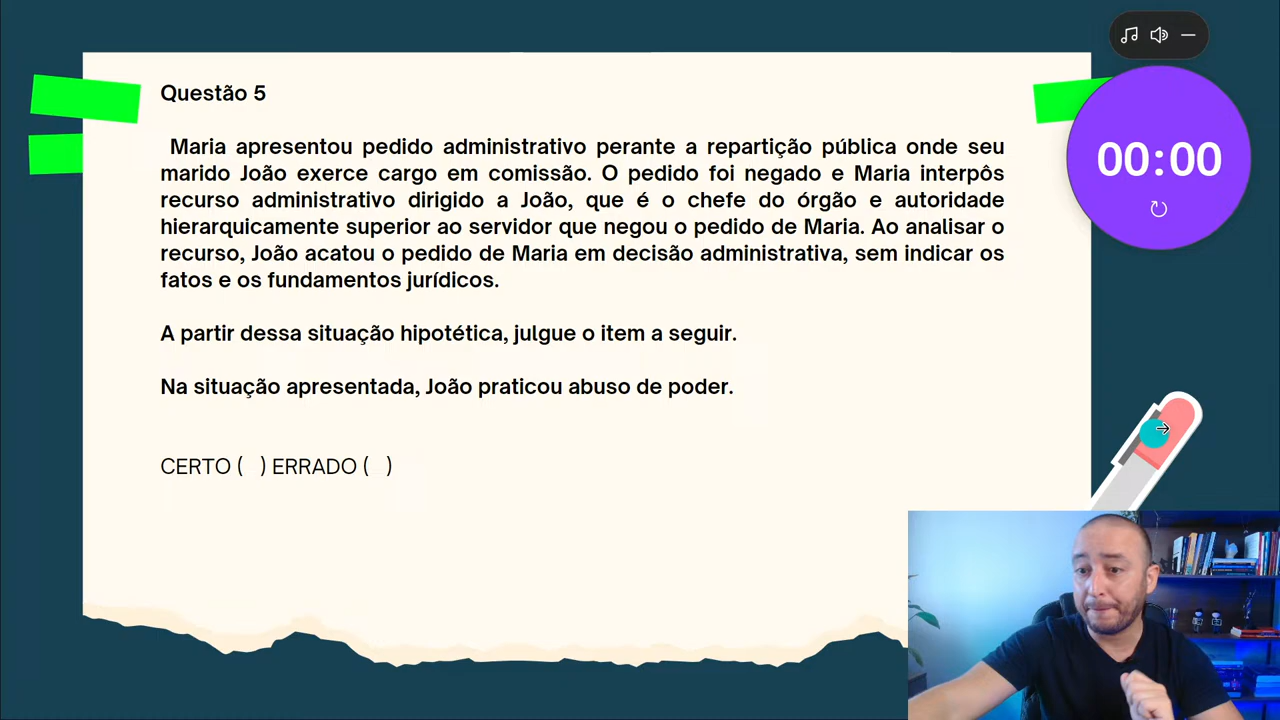 00:00
Questão 5
Maria apresentou pedido administrativo perante a repartição pública onde seu
marido João exerce cargo em comissão. O pedido foi negado e Maria interpôs
recurso administrativo dirigido a João, que é o chefe do órgão e autoridade
hierarquicamente superior ao servidor que negou o pedido de Maria. Ao analisar o
recurso, João acatou o pedido de Maria em decisão administrativa, sem indicar os
fatos e os fundamentos jurídicos.
A partir dessa situação hipotética, julgue o item a seguir.
Na situação apresentada, João praticou abuso de poder.
CERTO (   ) ERRADO (   )